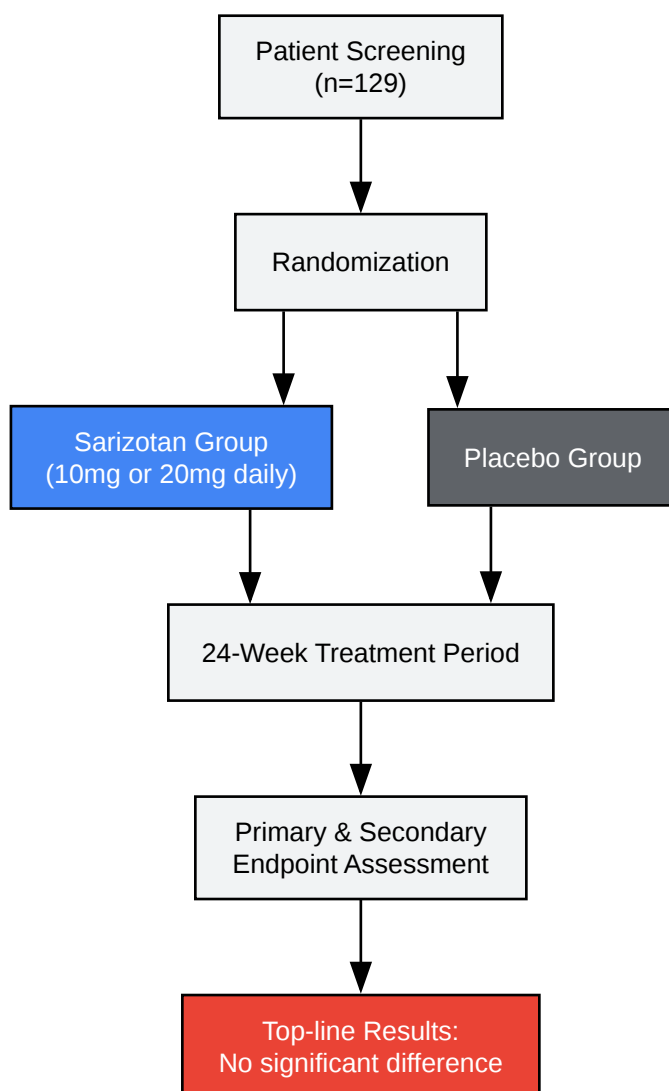 Patient Screening
(n=129)
Randomization
Sarizotan Group
(10mg or 20mg daily)
Placebo Group
24-Week Treatment Period
Primary & Secondary
Endpoint Assessment
Top-line Results:
No significant difference